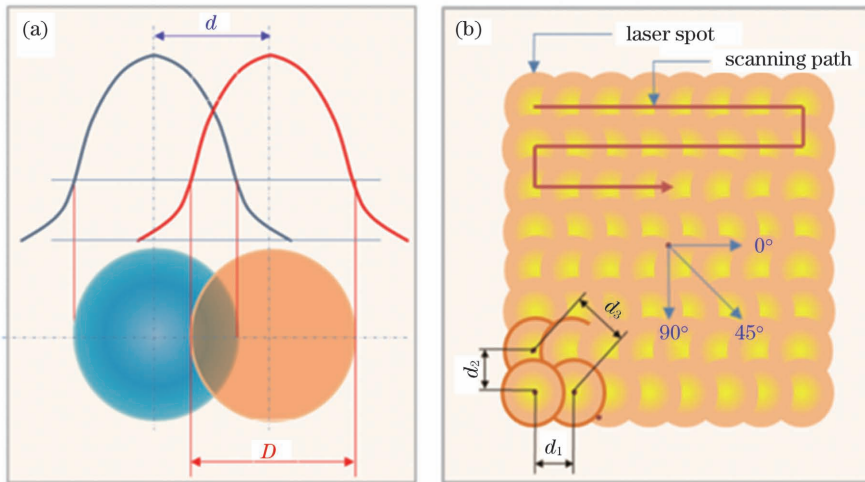 (a)
d
D
(b)
laser spot
scanning path
0°
45°
90°
d₃
d₂
d₁